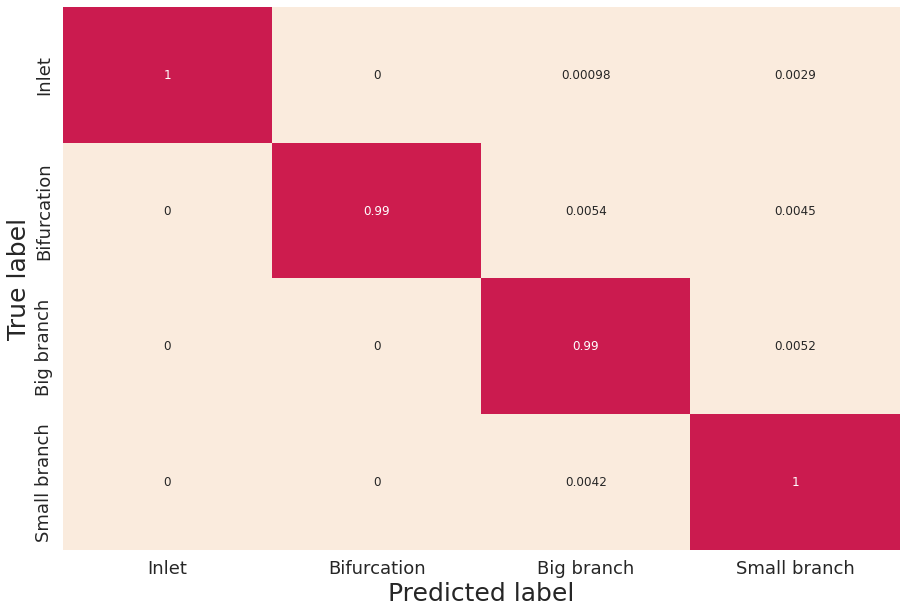 Inlet
1
0
0.00098
0.0029
Bifurcation
0
0.99
0.0054
0.0045
True label
Big branch
0
0
0.99
0.0052
Small branch
0
0
0.0042
1
Inlet
Bifurcation
Big branch
Small branch
Predicted label